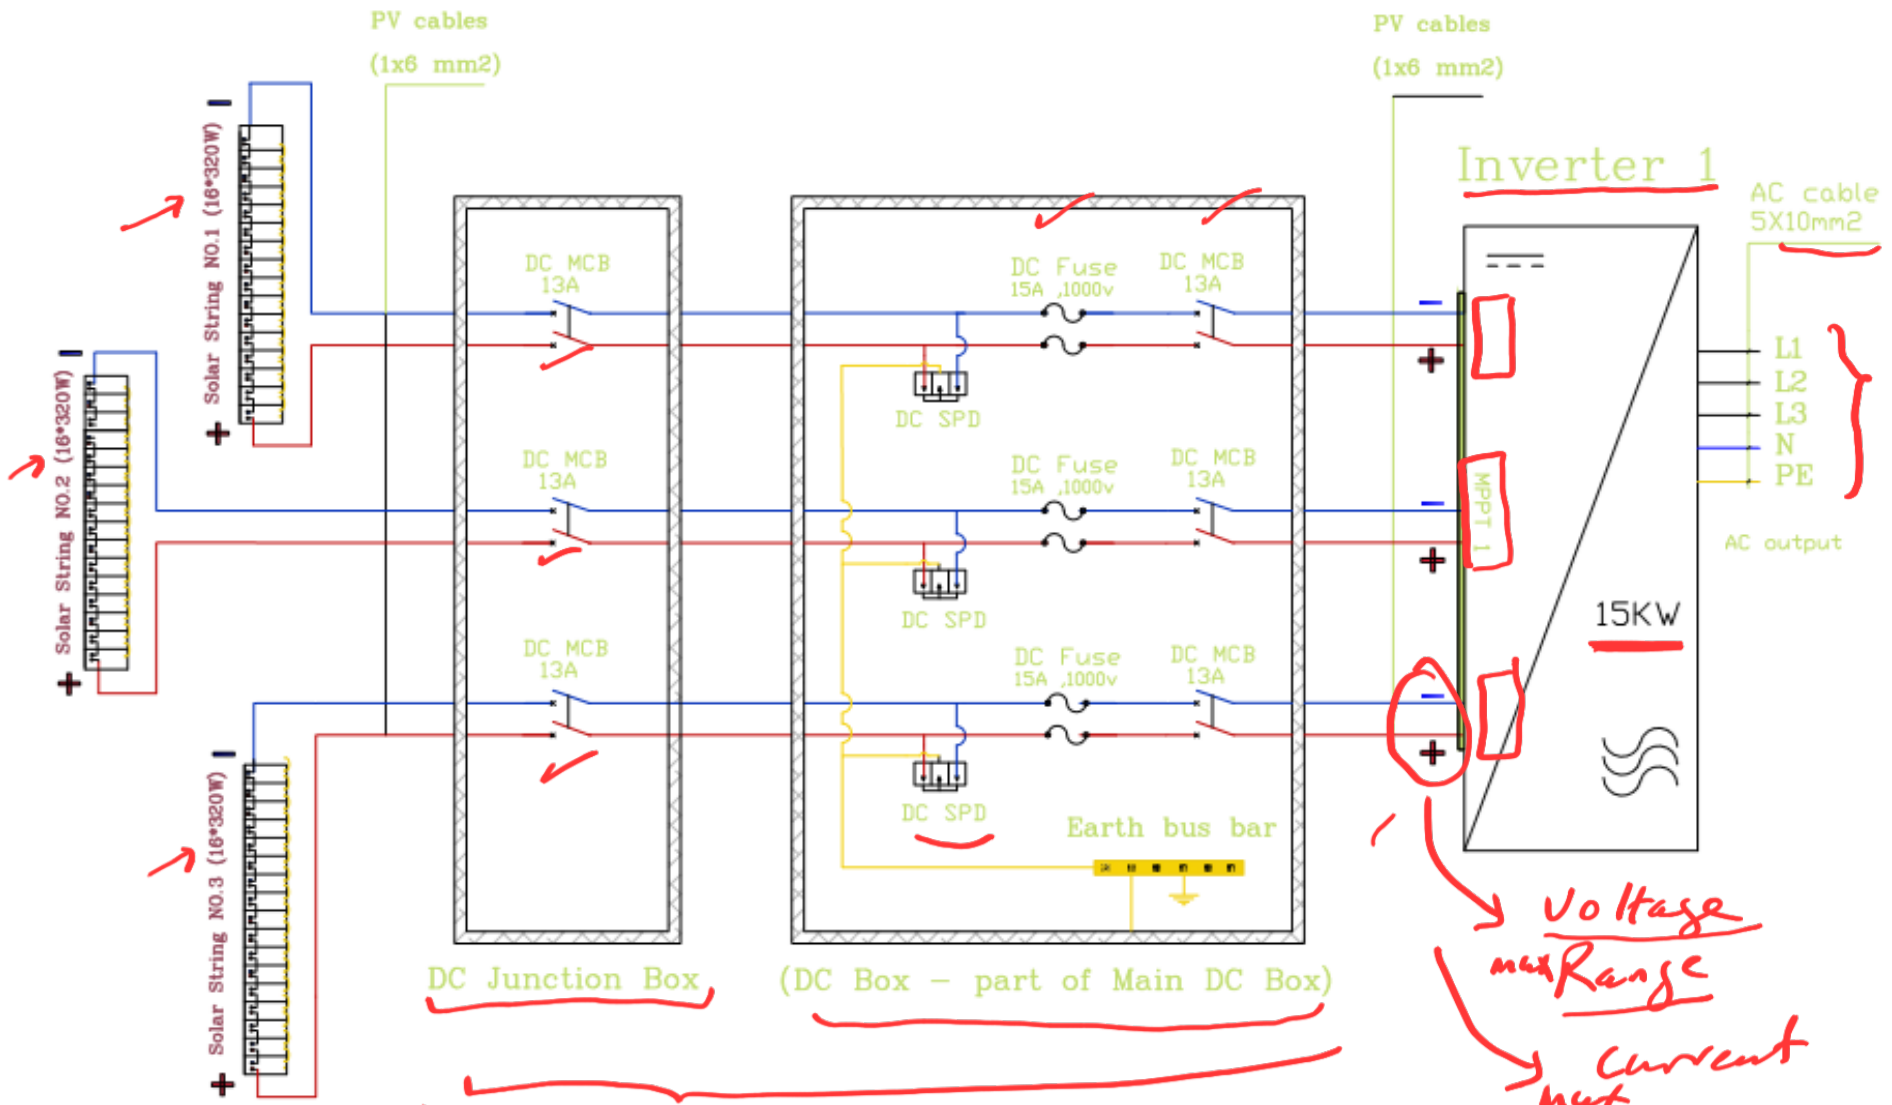 PV cables
(1x6 mm2)
PV cables
(1x6 mm2)
Inverter 1
AC cable
5X10mm2
Solar String NO.1 (16*320W)
Solar String NO.2 (16*320W)
Solar String NO.3 (16*320W)
DC MCB
13A
DC Fuse
15A ,1000v
DC MCB
13A
DC SPD
DC MCB
13A
DC Fuse
15A ,1000v
DC MCB
13A
DC SPD
DC MCB
13A
DC Fuse
15A ,1000v
DC MCB
13A
DC SPD
Earth bus bar
MPPT 1
15KW
L1
L2
L3
N
PE
AC output
DC Junction Box
(DC Box - part of Main DC Box)
Voltage
max Range
Current